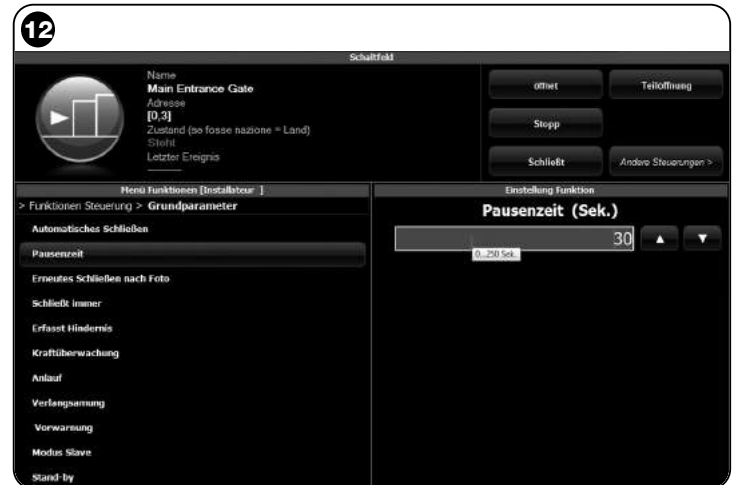 12
Schaltfeld
Name
Main Entrance Gate
Adresse
[0,3]
Zustand (se fosse nazione = Land)
Steht
Letzter Ereignis
öffnet
Teilöffnung
Stopp
Schließt
Andere Steuerungen >
Menü Funktionen [Installateur ]
> Funktionen Steuerung > Grundparameter
Automatisches Schließen
Pausenzeit
Erneutes Schließen nach Foto
Schließt immer
Erfasst Hindernis
Kraftüberwachung
Anlauf
Verlangsamung
Vorwarnung
Modus Slave
Stand-by
Einstellung Funktion
Pausenzeit (Sek.)
30
0...250 Sek.